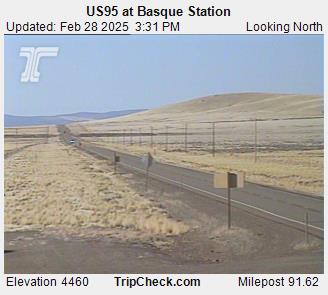 US95 at Basque Station
Updated: Feb 28 2025 3:31 PM Looking North
Elevation 4460 TripCheck.com Milepost 91.62